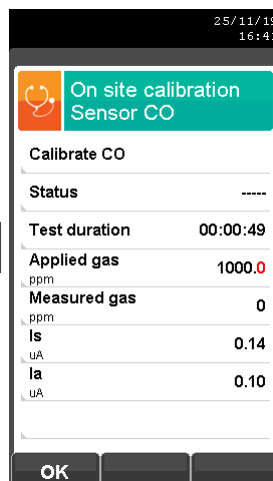 25/11/19
16:41
On site calibration
Sensor CO
Calibrate CO
Status -----
Test duration 00:00:49
Applied gas 1000.0
ppm
Measured gas 0
ppm
Is 0.14
uA
Ia 0.10
uA
OK